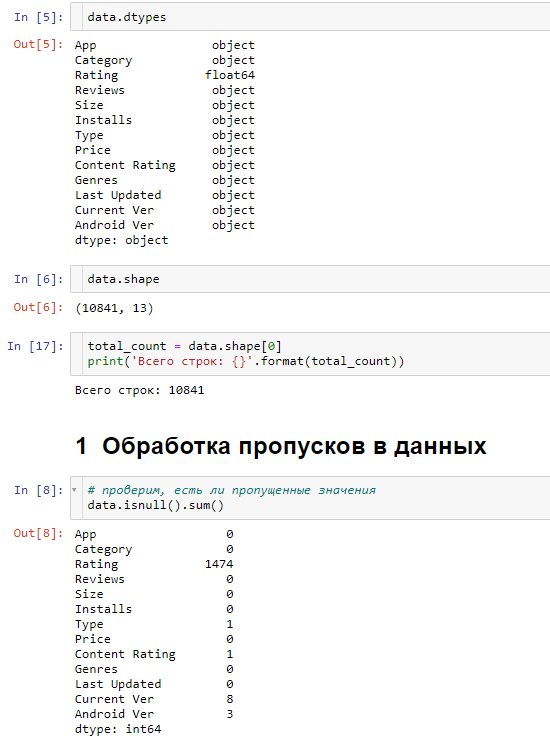 In [5]: data.dtypes
Out[5]: App object
Category object
Rating float64
Reviews object
Size object
Installs object
Type object
Price object
Content Rating object
Genres object
Last Updated object
Current Ver object
Android Ver object
dtype: object
In [6]: data.shape
Out[6]: (10841, 13)
In [17]: total_count = data.shape[0]
print('Всего строк: {}'.format(total_count))
Всего строк: 10841
1 Обработка пропусков в данных
In [8]: # проверим, есть ли пропущенные значения
data.isnull().sum()
Out[8]: App 0
Category 0
Rating 1474
Reviews 0
Size 0
Installs 0
Type 1
Price 0
Content Rating 1
Genres 0
Last Updated 0
Current Ver 8
Android Ver 3
dtype: int64